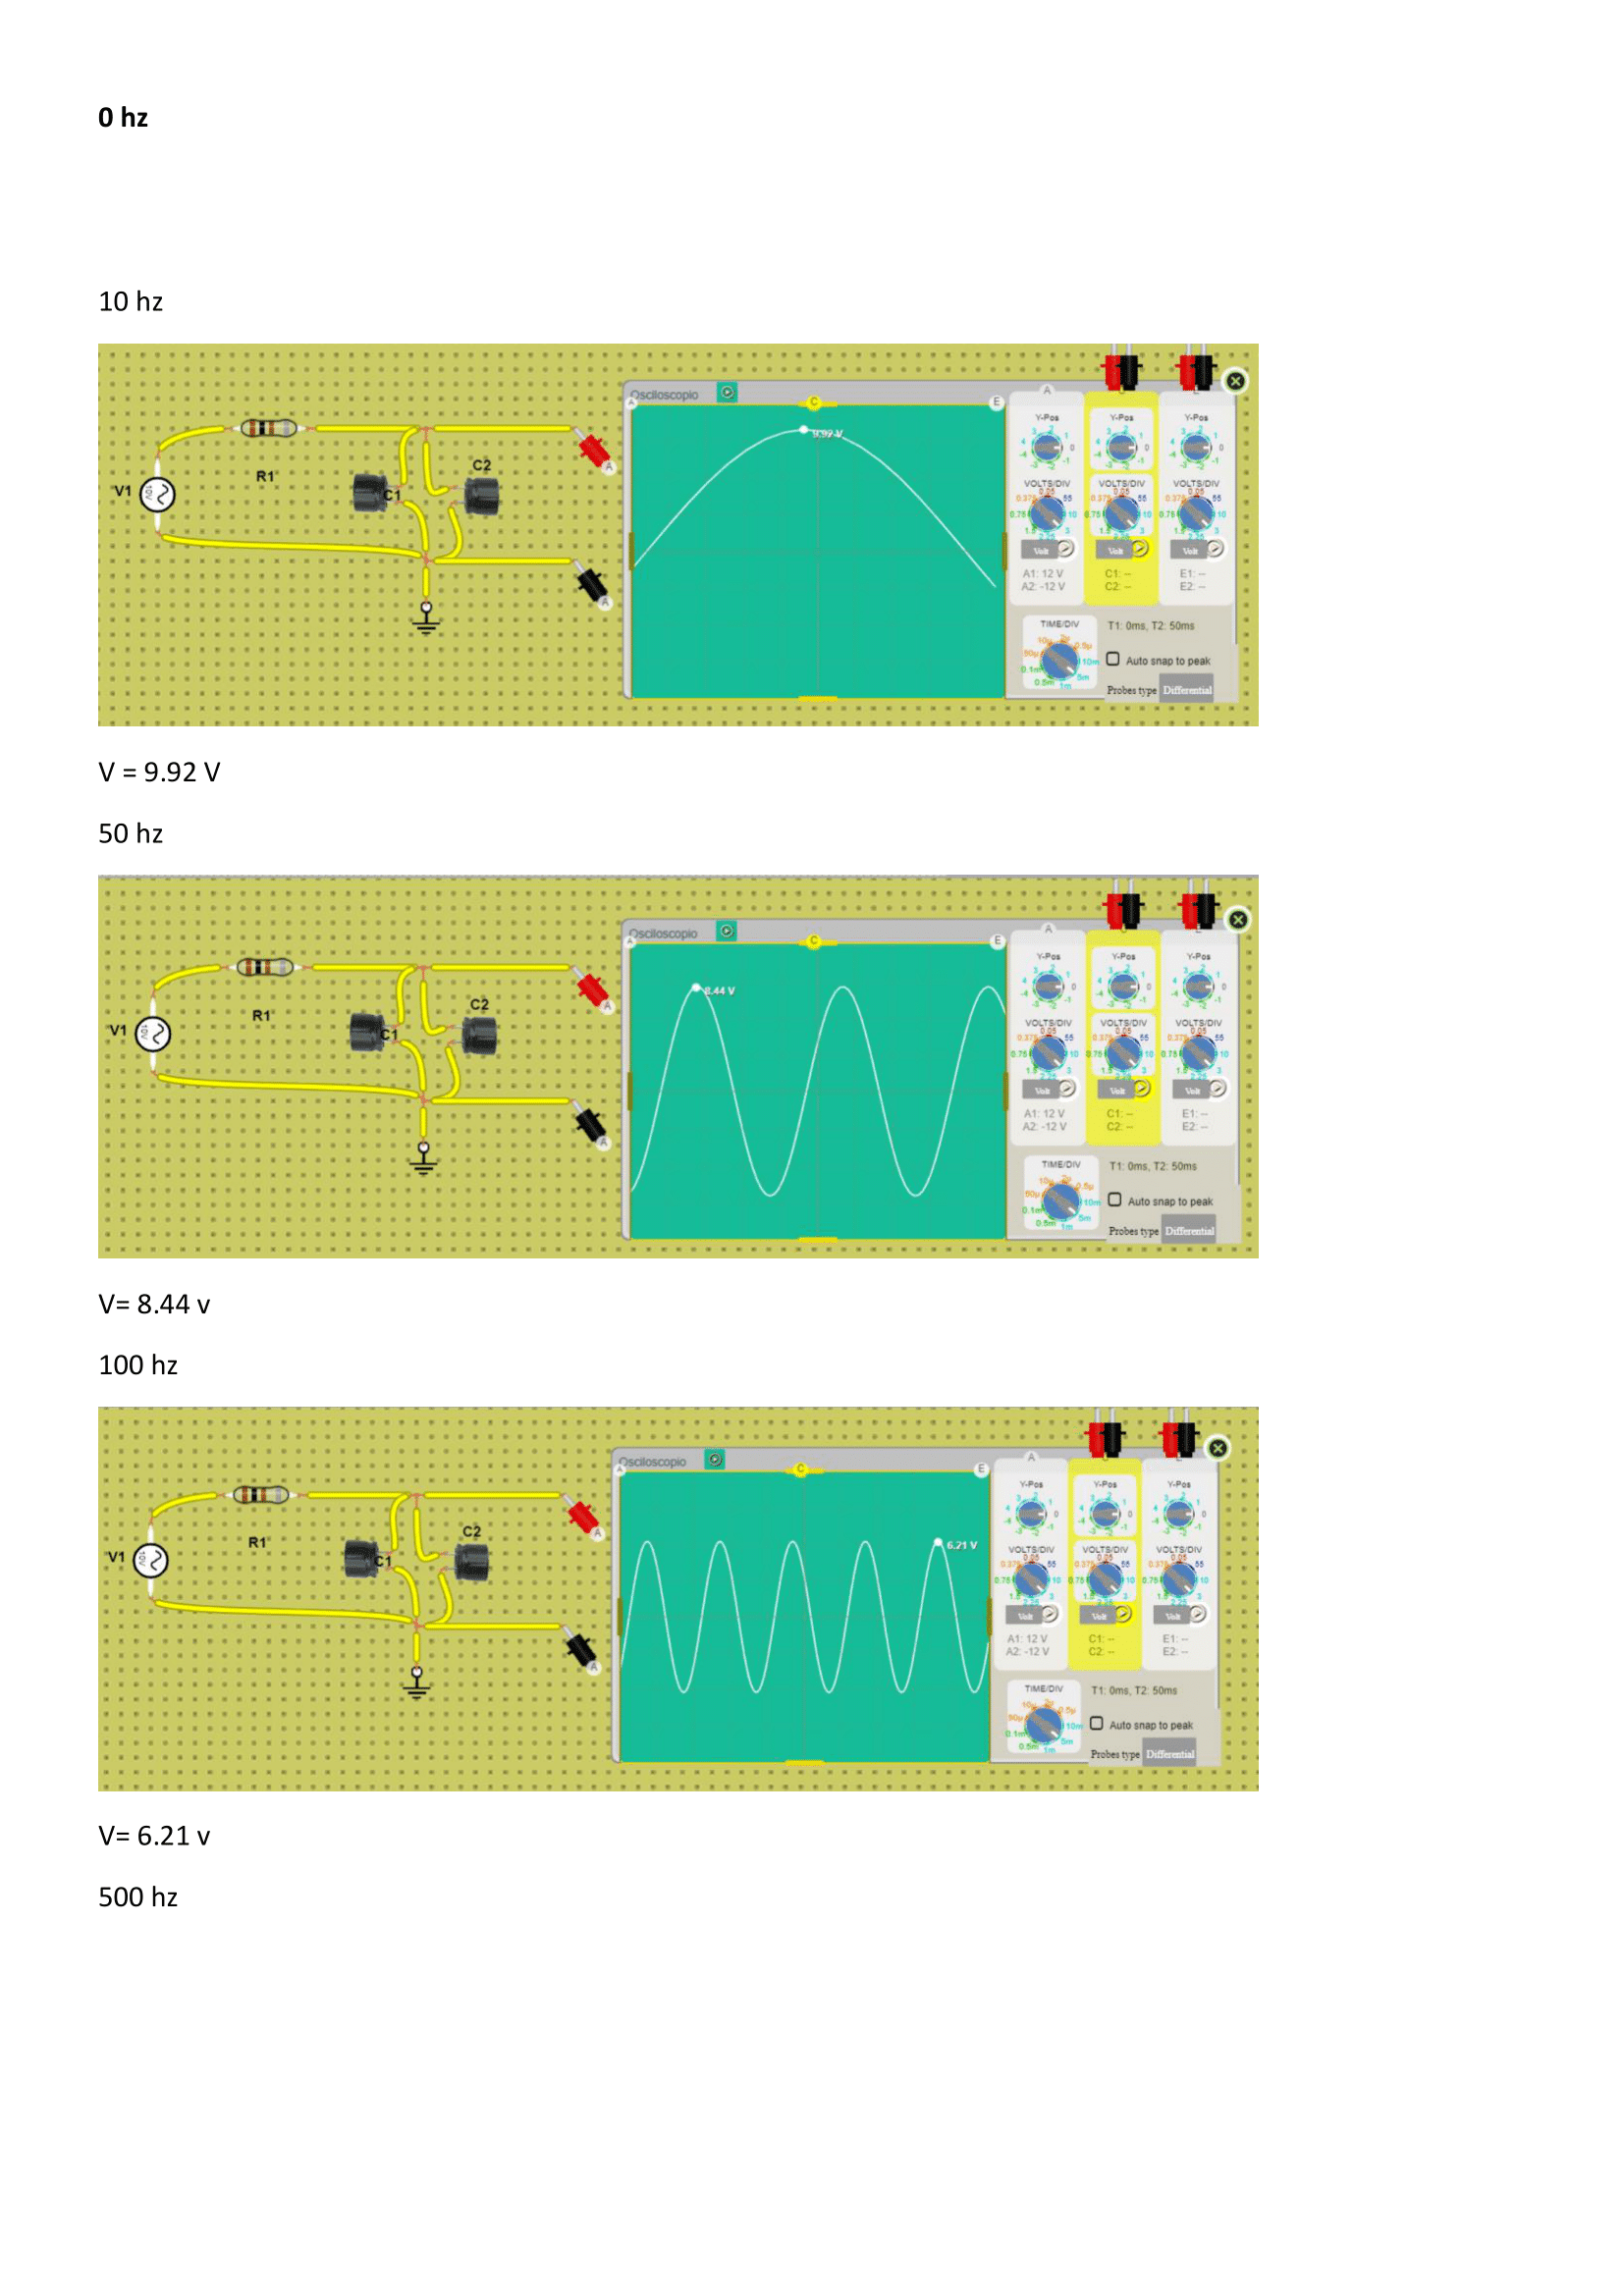 0 hz
10 hz
Osciloscopio
A C E
9.92 V
V1
10V
R1
C1
C2
A
A
A
Y-Pos Y-Pos Y-Pos
VOLTS/DIV VOLTS/DIV VOLTS/DIV
Volt Volt Volt
A1: 12 V C1: -- E1: --
A2: -12 V C2: -- E2: --
TIME/DIV
T1: 0ms, T2: 50ms
Auto snap to peak
Probes type Differential
V = 9.92 V
50 hz
Osciloscopio
A C E
8.44 V
V1
10V
R1
C1
C2
A
A
A
Y-Pos Y-Pos Y-Pos
VOLTS/DIV VOLTS/DIV VOLTS/DIV
Volt Volt Volt
A1: 12 V C1: -- E1: --
A2: -12 V C2: -- E2: --
TIME/DIV
T1: 0ms, T2: 50ms
Auto snap to peak
Probes type Differential
V= 8.44 v
100 hz
Osciloscopio
A C E
6.21 V
V1
10V
R1
C1
C2
A
A
A
Y-Pos Y-Pos Y-Pos
VOLTS/DIV VOLTS/DIV VOLTS/DIV
Volt Volt Volt
A1: 12 V C1: -- E1: --
A2: -12 V C2: -- E2: --
TIME/DIV
T1: 0ms, T2: 50ms
Auto snap to peak
Probes type Differential
V= 6.21 v
500 hz